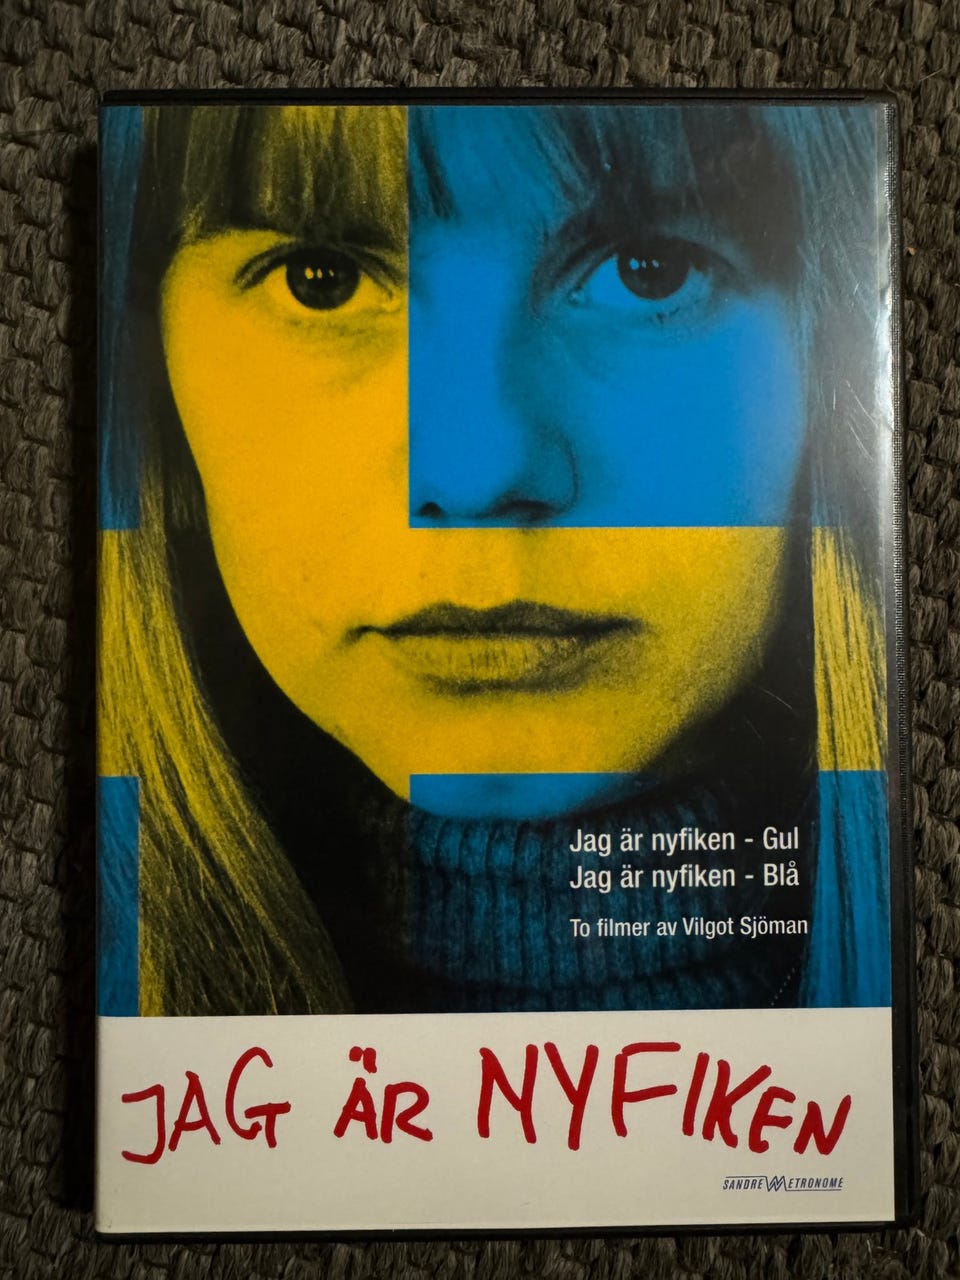 Jag är nyfiken - Gul
Jag är nyfiken - Blå
To filmer av Vilgot Sjöman
JAG ÄR NYFIKEN
SANDREW METRONOME